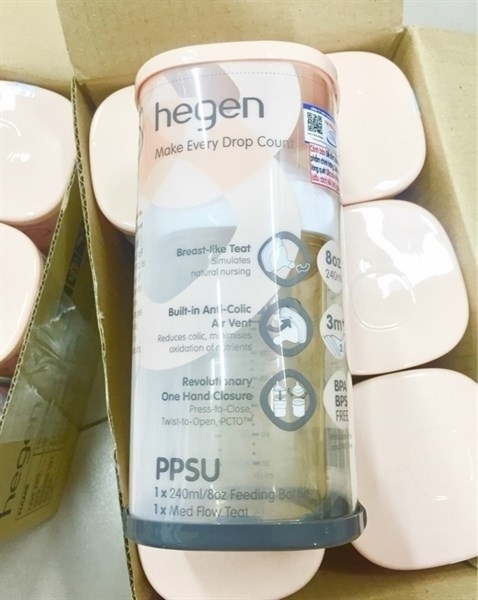 hegen
Make Every Drop Count
Breast-like Teat
Simulates
natural nursing
8oz
240ml
Built-in Anti-Colic
Air Vent
Reduces colic, minimises
oxidation of nutrients
3m+
Revolutionary
One Hand Closure
Press-to-Close,
Twist-to-Open, PCTO™
BPA
BPS
FREE
PPSU
1 x 240ml/8oz Feeding Bottle
1 x Med Flow Teat
hegen